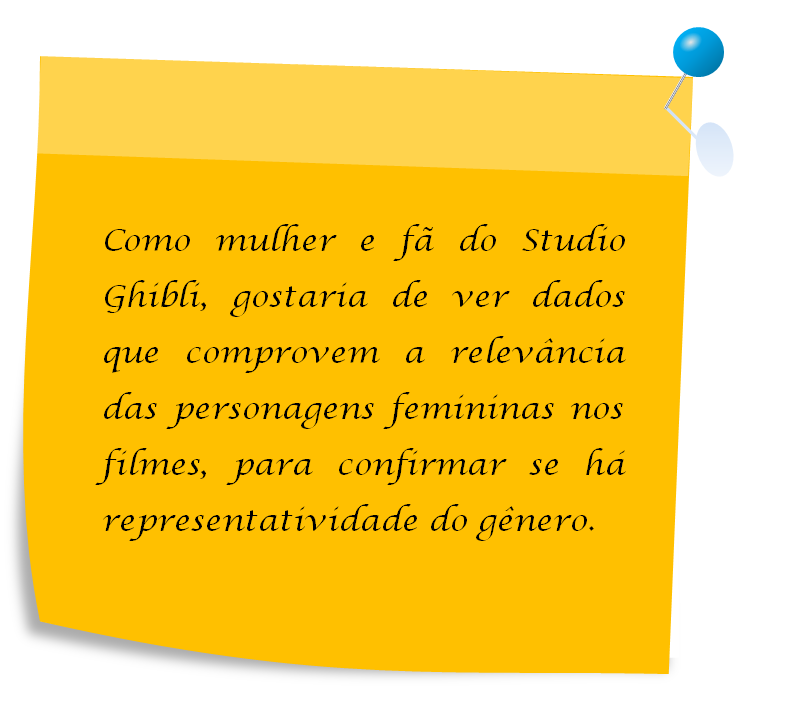 Como mulher e fã do Studio
Ghibli, gostaria de ver dados
que comprovem a relevância
das personagens femininas nos
filmes, para confirmar se há
representatividade do gênero.